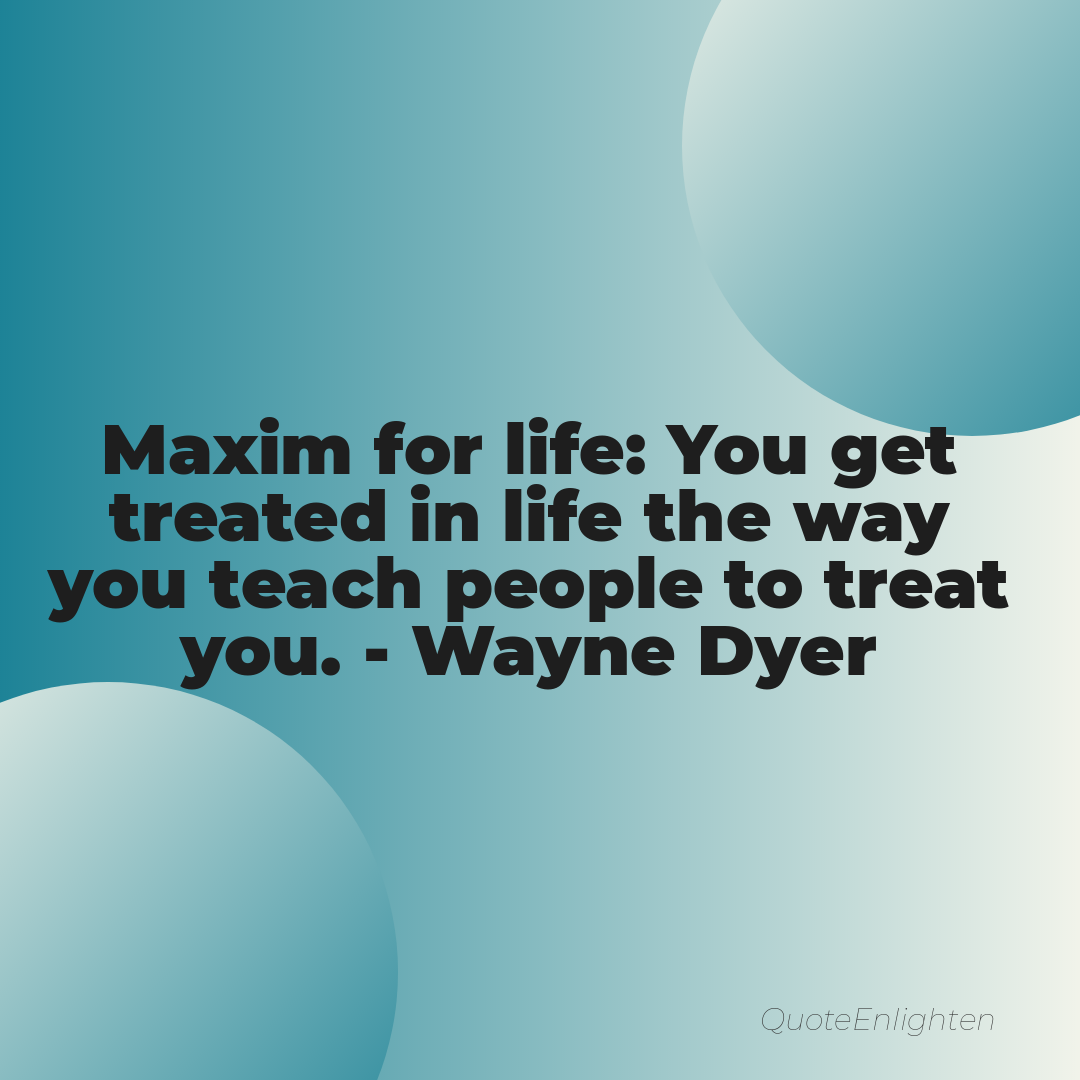 Maxim for life: You get
treated in life the way
you teach people to treat
you. - Wayne Dyer
QuoteEnlighten